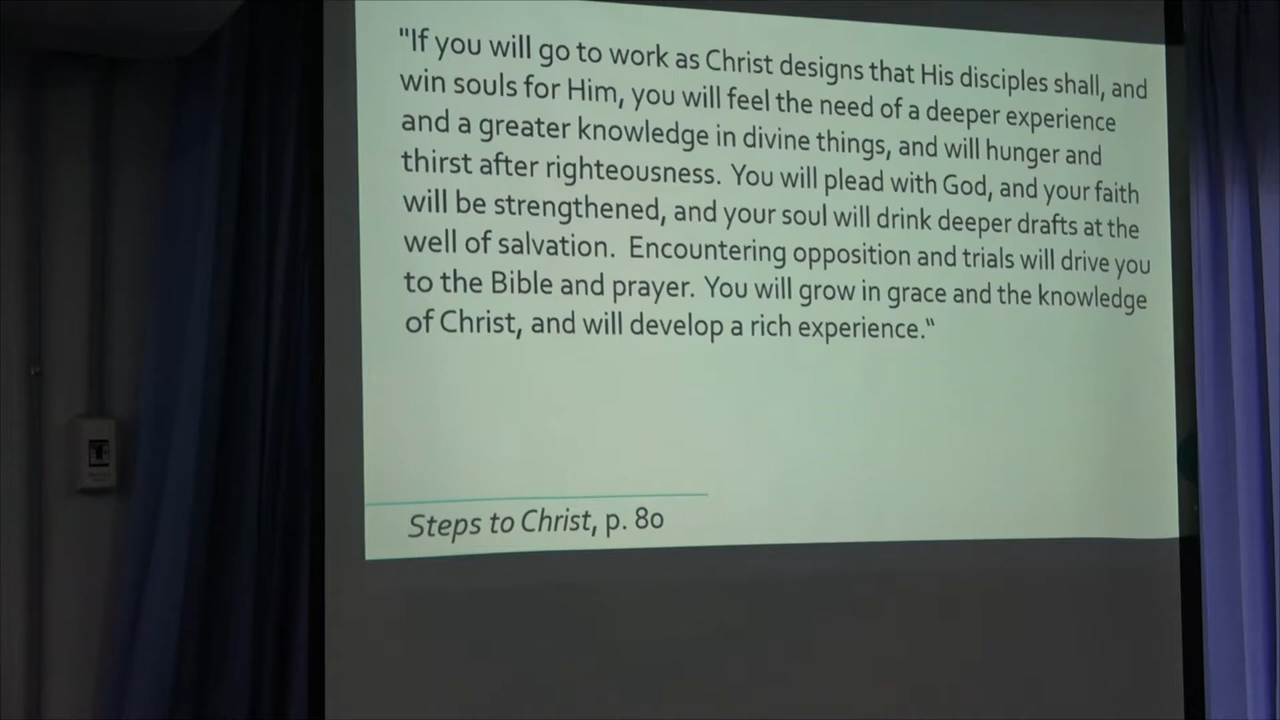 "If you will go to work as Christ designs that His disciples shall, and
win souls for Him, you will feel the need of a deeper experience
and a greater knowledge in divine things, and will hunger and
thirst after righteousness. You will plead with God, and your faith
will be strengthened, and your soul will drink deeper drafts at the
well of salvation. Encountering opposition and trials will drive you
to the Bible and prayer. You will grow in grace and the knowledge
of Christ, and will develop a rich experience."
Steps to Christ, p. 80